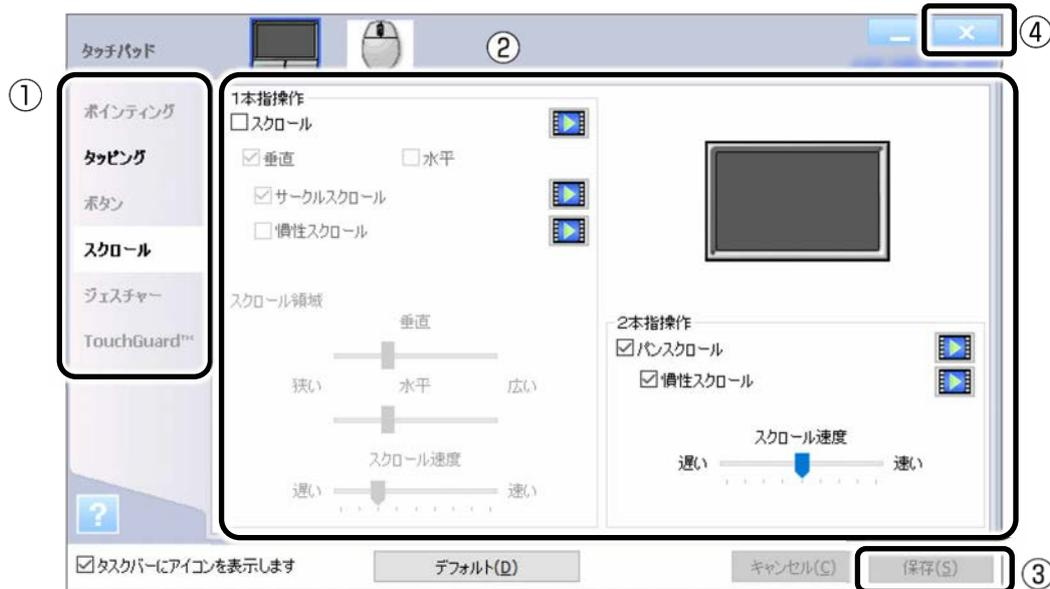 タッチパッド
②
④
①
ポインティング
タッピング
ボタン
スクロール
ジェスチャー
TouchGuard™
1本指操作
スクロール
垂直 水平
サークルスクロール
慣性スクロール
スクロール領域
垂直
狭い 水平 広い
スクロール速度
遅い 速い
2本指操作
パンスクロール
慣性スクロール
スクロール速度
遅い 速い
?
タスクバーにアイコンを表示します
デフォルト(D)
キャンセル(C)
保存(S)
③